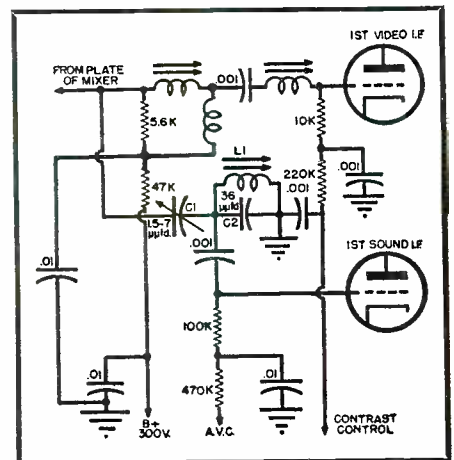 1ST VIDEO I.F.
FROM PLATE
OF MIXER
.001
5.6K
10K
L1
.001
47K
36
μμfd.
220K
.001
C1
C2
1.5-7
μμfd.
.001
.01
1ST SOUND I.F.
100K
.01
470K
.01
B+
300V.
A.V.C.
CONTRAST
CONTROL